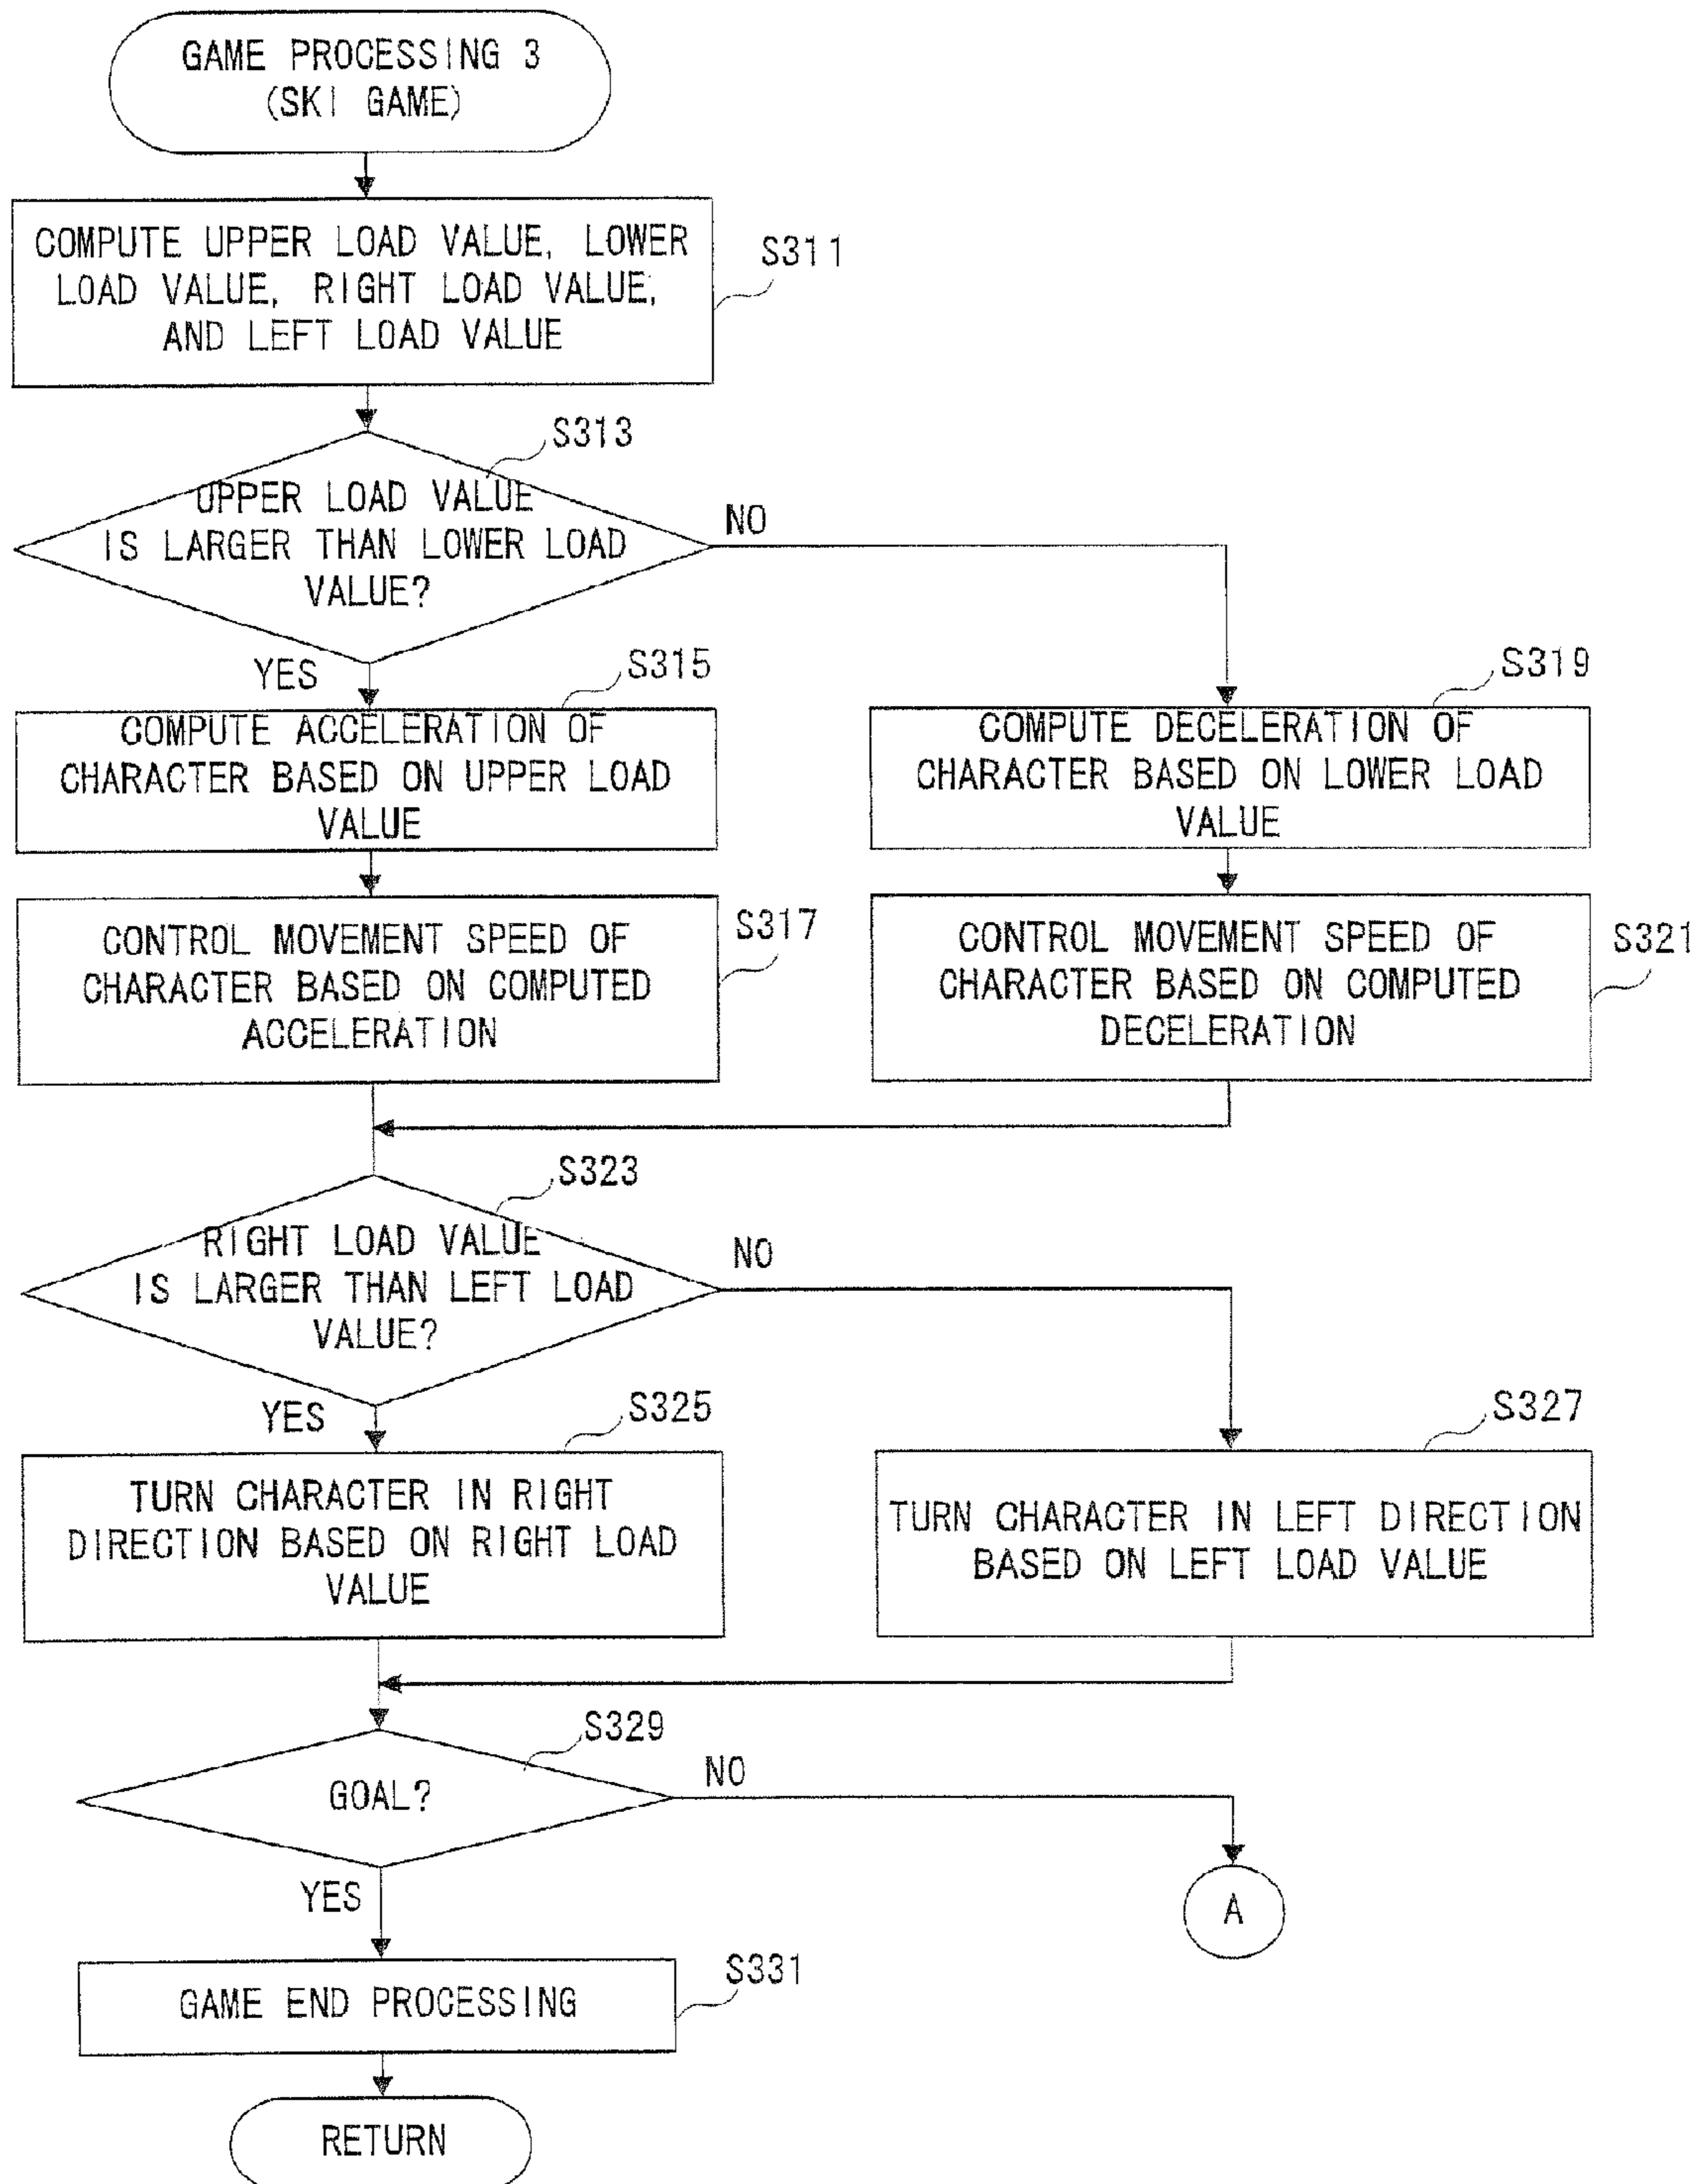 GAME PROCESSING 3
(SKI GAME)
COMPUTE UPPER LOAD VALUE, LOWER
LOAD VALUE, RIGHT LOAD VALUE,
AND LEFT LOAD VALUE
S311
S313
UPPER LOAD VALUE
IS LARGER THAN LOWER LOAD
VALUE?
NO
YES
S315
COMPUTE ACCELERATION OF
CHARACTER BASED ON UPPER LOAD
VALUE
S319
COMPUTE DECELERATION OF
CHARACTER BASED ON LOWER LOAD
VALUE
CONTROL MOVEMENT SPEED OF
CHARACTER BASED ON COMPUTED
ACCELERATION
S317
CONTROL MOVEMENT SPEED OF
CHARACTER BASED ON COMPUTED
DECELERATION
S321
S323
RIGHT LOAD VALUE
IS LARGER THAN LEFT LOAD
VALUE?
NO
YES
S325
TURN CHARACTER IN RIGHT
DIRECTION BASED ON RIGHT LOAD
VALUE
S327
TURN CHARACTER IN LEFT DIRECTION
BASED ON LEFT LOAD VALUE
S329
GOAL?
NO
A
YES
GAME END PROCESSING
S331
RETURN